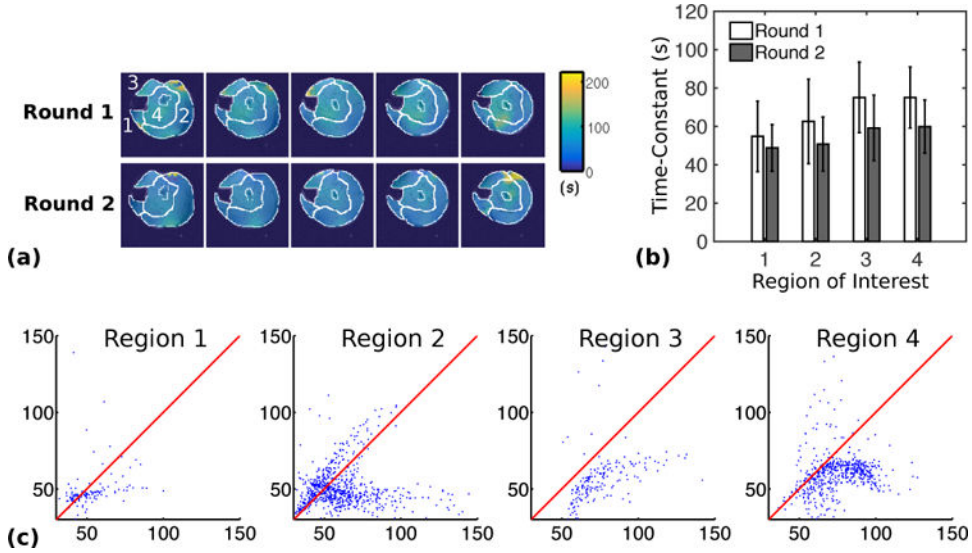 Round 1
3
1
4
2
200
100
0
(s)
Round 2
(a)
120
100
80
60
40
20
0
Time-Constant (s)
Round 1
Round 2
1 2 3 4
Region of Interest
(b)
150
100
50
Region 1
50 100 150
150
100
50
Region 2
50 100 150
150
100
50
Region 3
50 100 150
150
100
50
Region 4
50 100 150
(c)